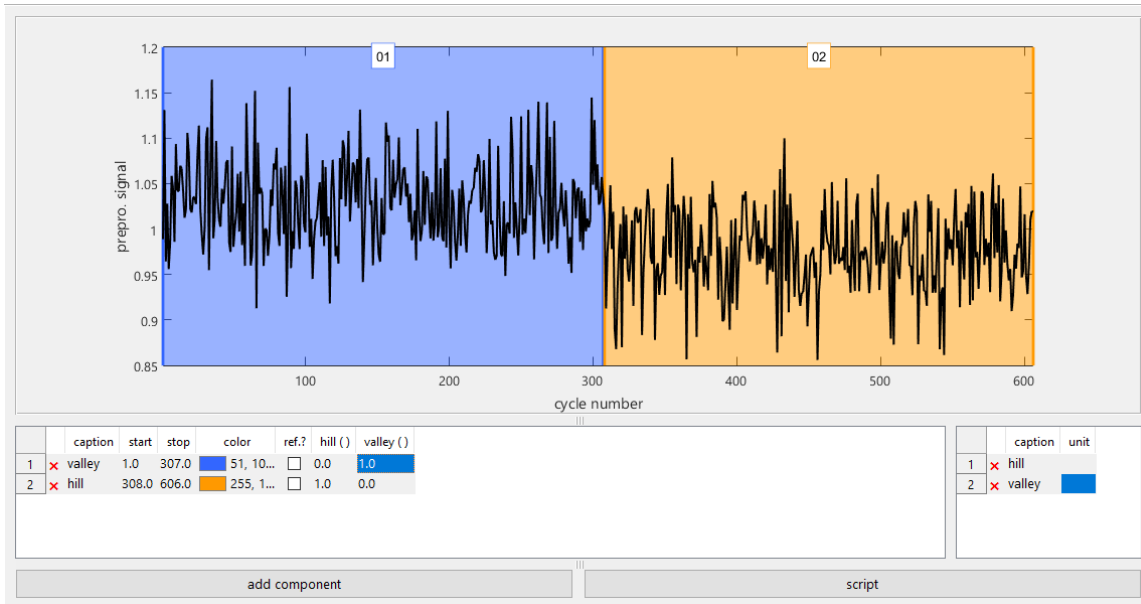 1.2
01
02
1.15
1.1
1.05
1
0.95
0.9
0.85
prepro. signal
100
200
300
400
500
600
cycle number
caption start stop color ref.? hill ( ) valley ( )
1 valley 1.0 307.0 51, 10... 0.0 1.0
2 hill 308.0 606.0 255, 1... 1.0 0.0
caption unit
1 hill
2 valley
add component
script